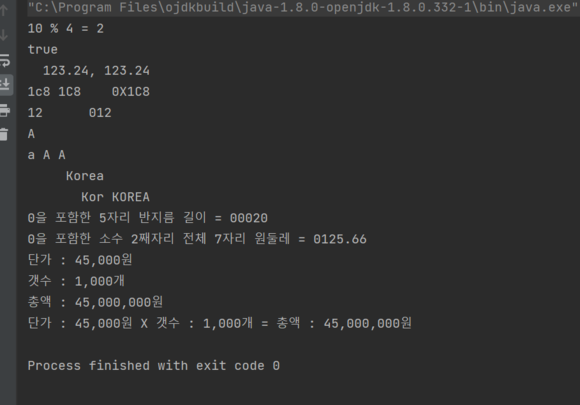 "C:\Program Files\ojdkbuild\java-1.8.0-openjdk-1.8.0.332-1\bin\java.exe"
10 % 4 = 2
true
  123.24, 123.24
1c8 1C8    0X1C8
12      012
A
a A A
     Korea
       Kor KOREA
0을 포함한 5자리 반지름 길이 = 00020
0을 포함한 소수 2째자리 전체 7자리 원둘레 = 0125.66
단가 : 45,000원
갯수 : 1,000개
총액 : 45,000,000원
단가 : 45,000원 X 갯수 : 1,000개 = 총액 : 45,000,000원
Process finished with exit code 0